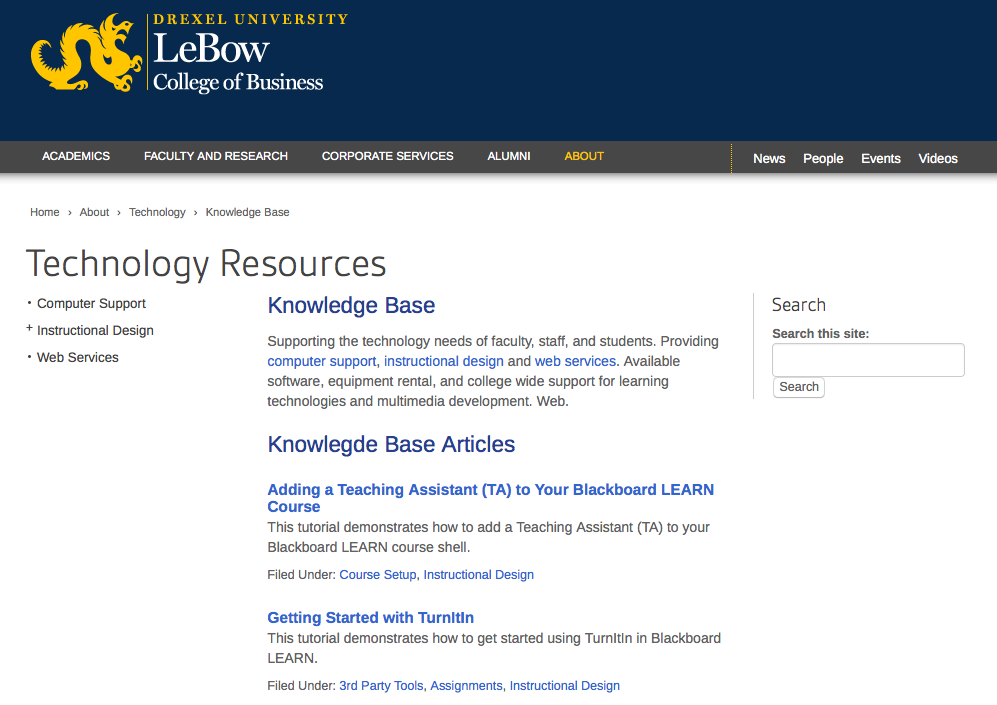 DREXEL UNIVERSITY
LeBow
College of Business
ACADEMICS FACULTY AND RESEARCH CORPORATE SERVICES ALUMNI ABOUT News People Events Videos
Home › About › Technology › Knowledge Base
Technology Resources
• Computer Support
+ Instructional Design
• Web Services
Knowledge Base
Supporting the technology needs of faculty, staff, and students. Providing
computer support, instructional design and web services. Available
software, equipment rental, and college wide support for learning
technologies and multimedia development. Web.
Knowlegde Base Articles
Adding a Teaching Assistant (TA) to Your Blackboard LEARN
Course
This tutorial demonstrates how to add a Teaching Assistant (TA) to your
Blackboard LEARN course shell.
Filed Under: Course Setup, Instructional Design
Getting Started with TurnItIn
This tutorial demonstrates how to get started using TurnItIn in Blackboard
LEARN.
Filed Under: 3rd Party Tools, Assignments, Instructional Design
Search
Search this site:
Search